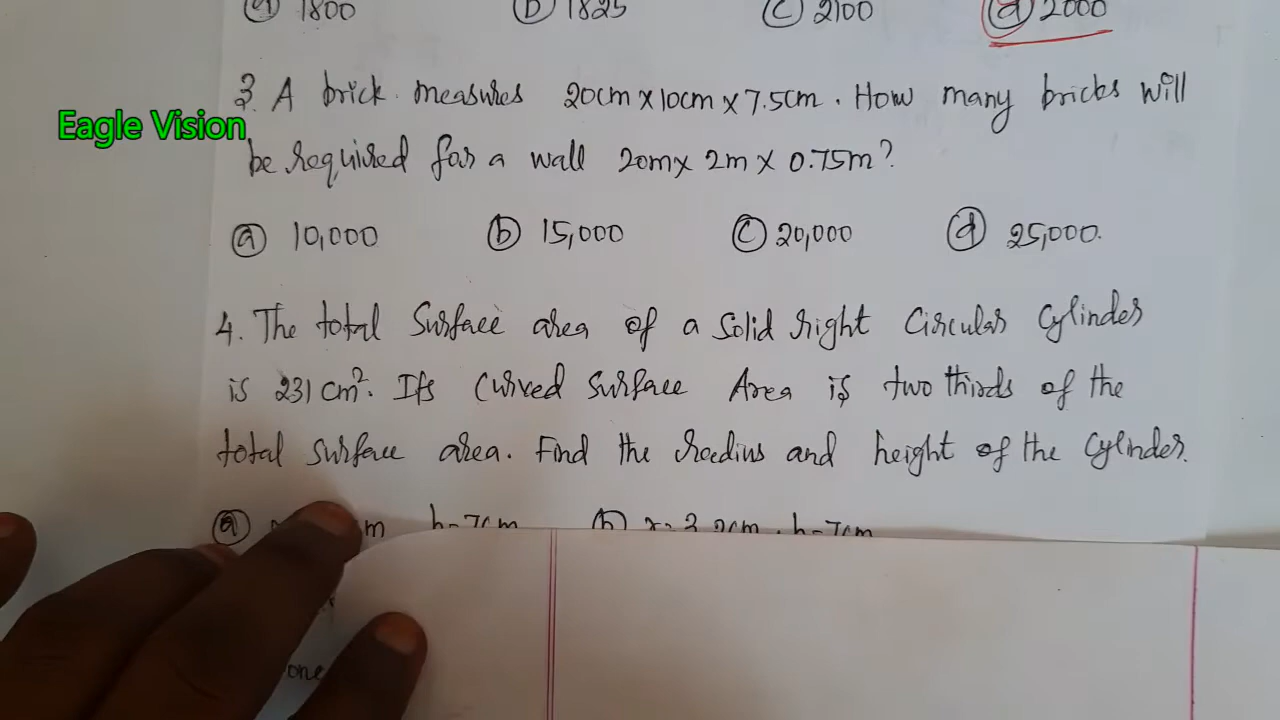 ⓐ 1800 ⓑ 1825 ⓒ 2100 ⓓ 2000
3. A brick measures 20cm x 10cm x 7.5cm. How many bricks will
Eagle Vision
be required for a wall 20m x 2m x 0.75m?
ⓐ 10,000 ⓑ 15,000 ⓒ 20,000 ⓓ 25,000.
4. The total Surface area of a solid right Circular Cylinder
is 231 cm². Its Curved Surface Area is two thirds of the
total surface area. Find the radius and height of the Cylinder.
ⓐ m h=7cm ⓑ h=7cm
one